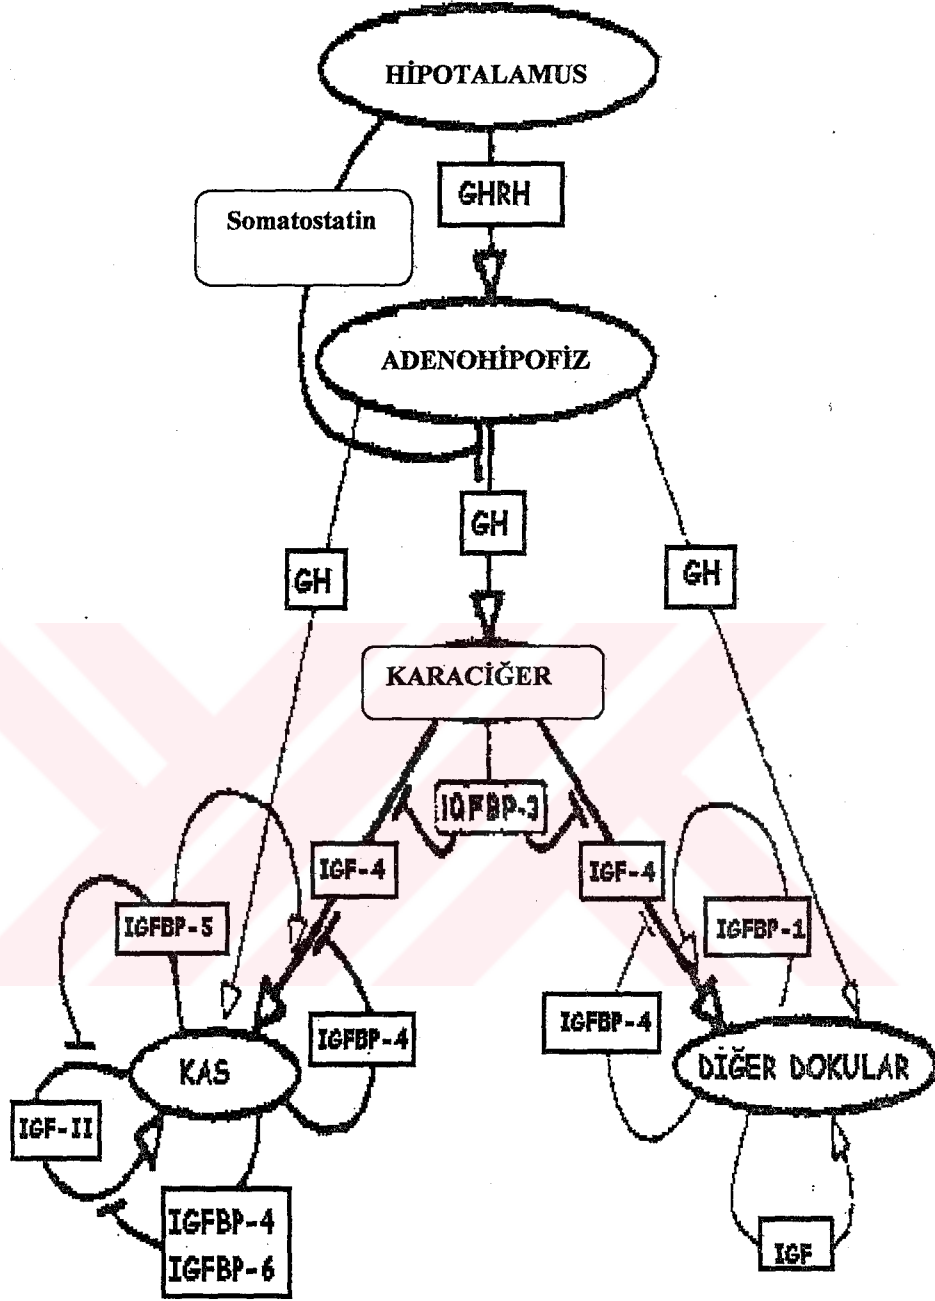 HİPOTALAMUS
GHRH
Somatostatin
ADENOHİPOFİZ
GH
GH
GH
KARACİĞER
IGFBP-3
IGF-4
IGF-4
IGFBP-5
IGFBP-1
IGFBP-4
IGFBP-4
KAS
DİĞER DOKULAR
IGF-II
IGFBP-4
IGFBP-6
IGF